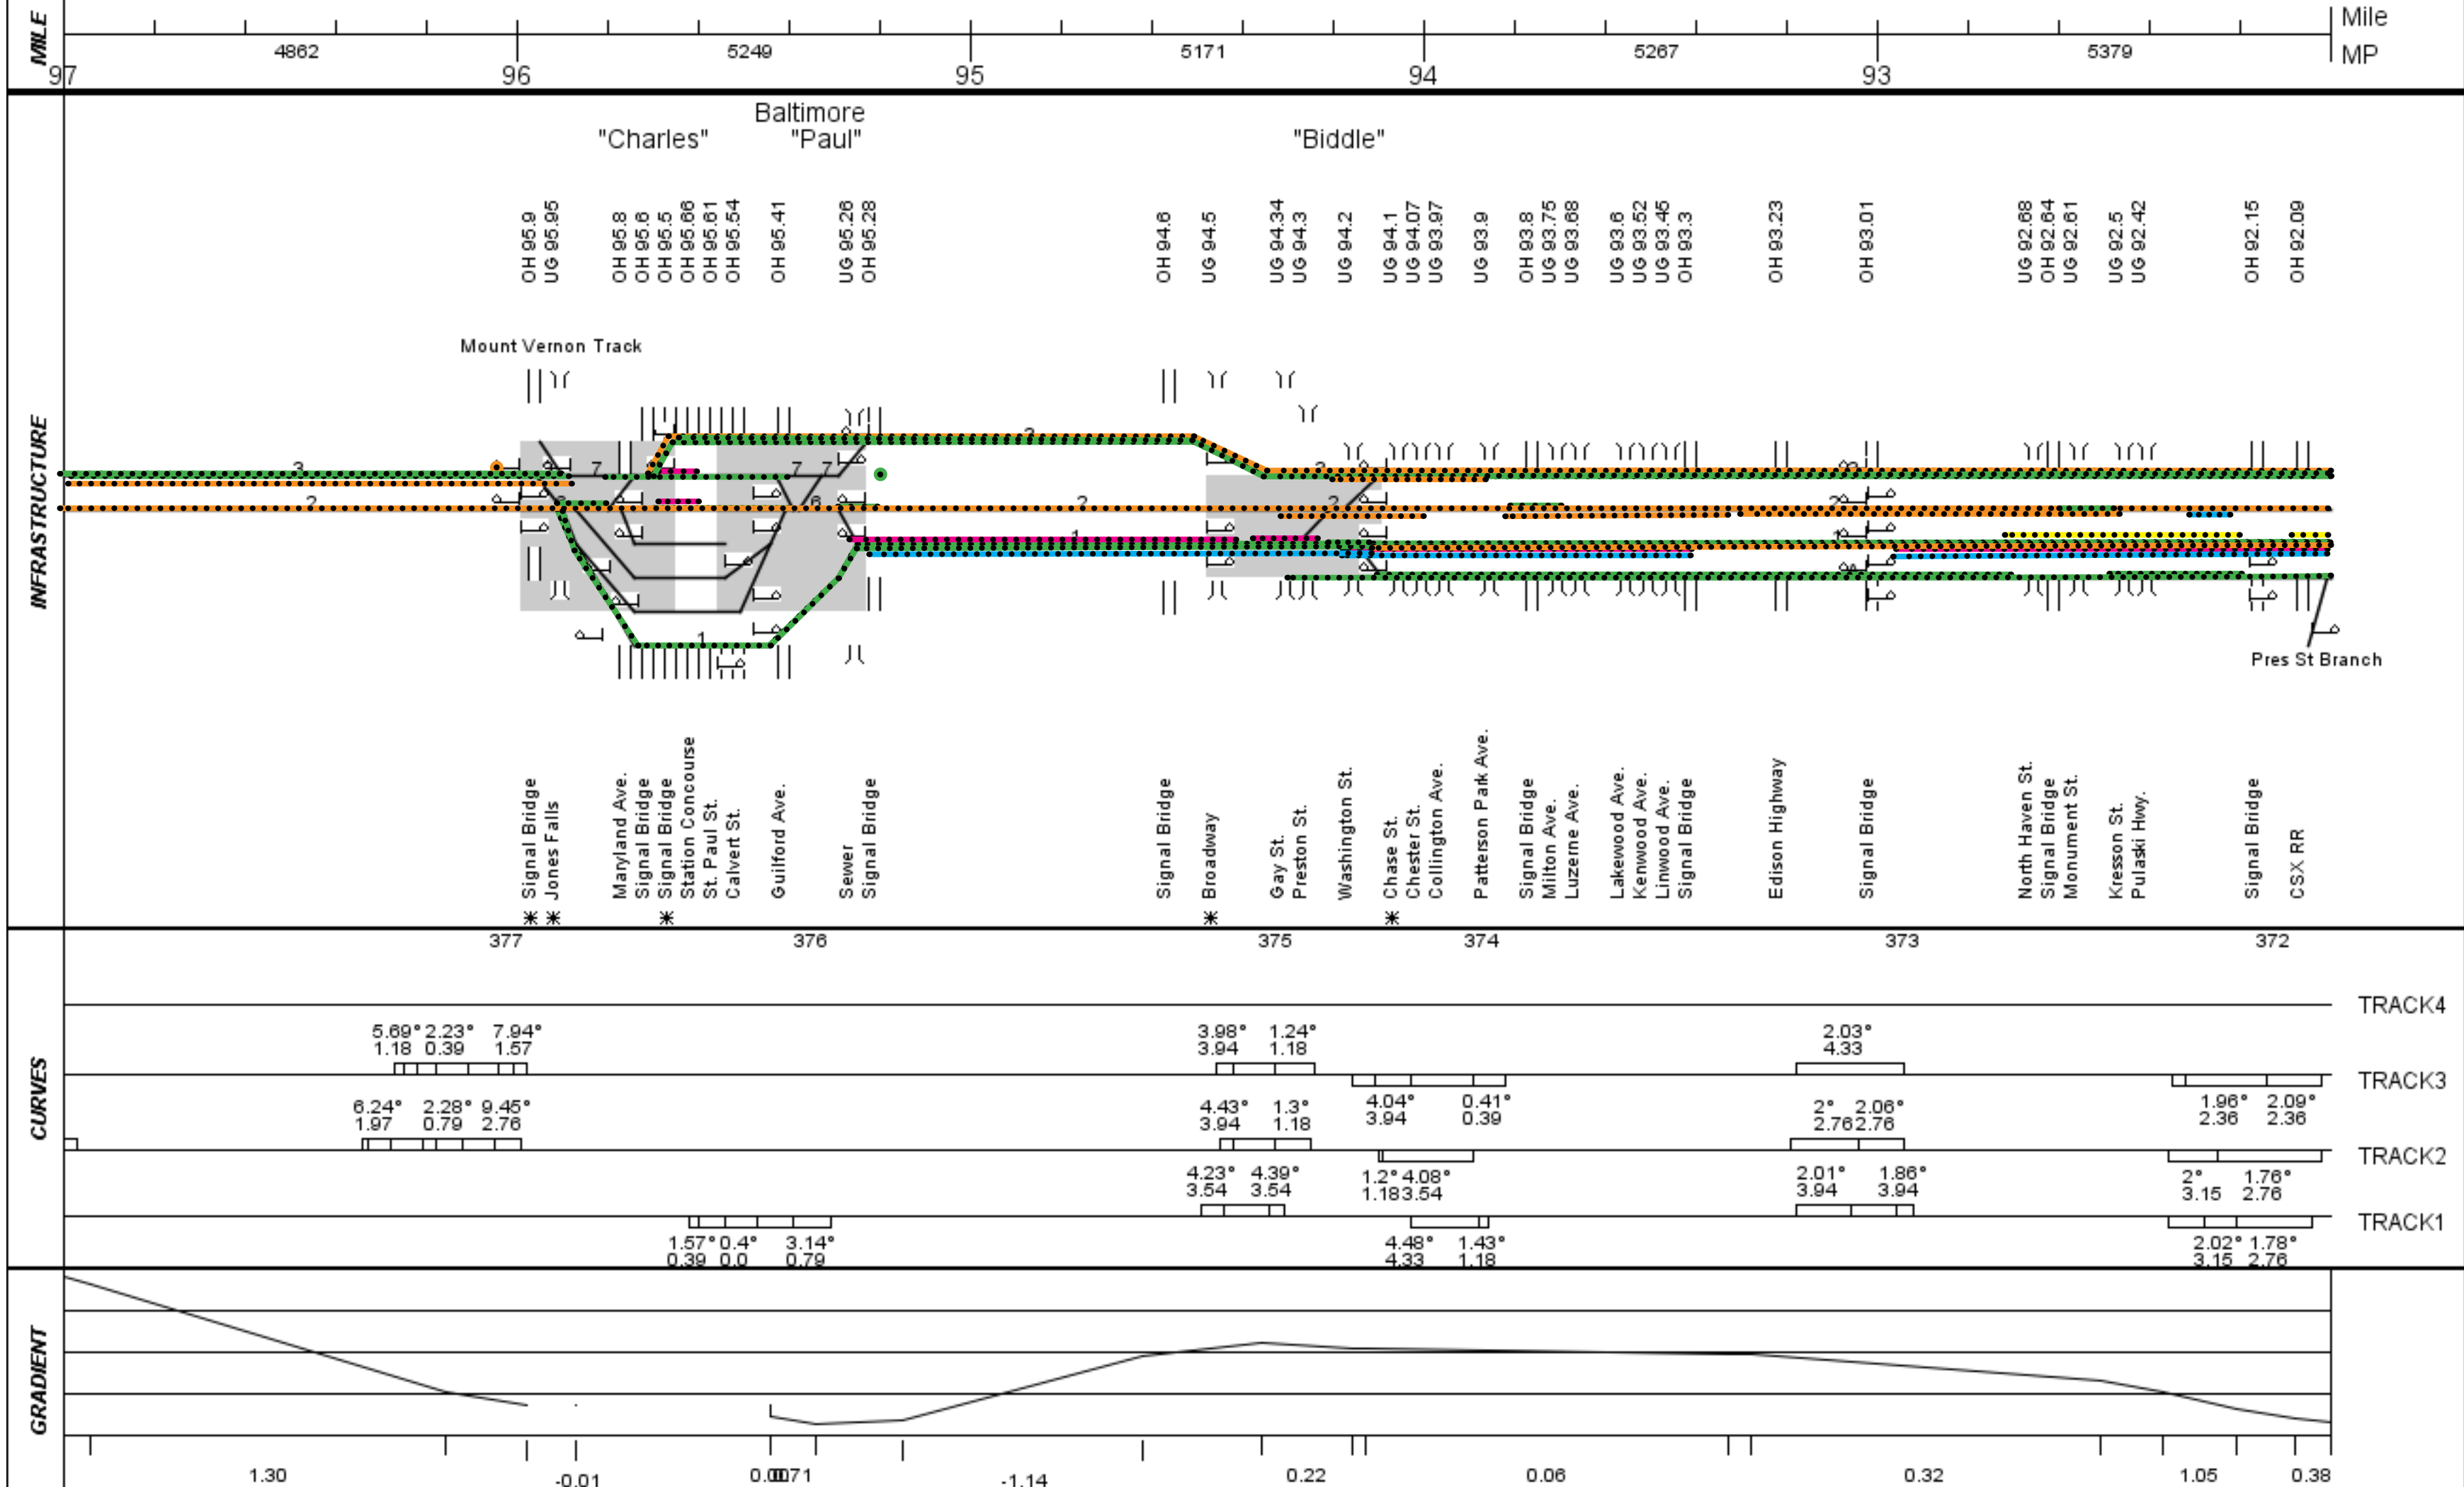 MILE
Mile
4862 5249 5171 5267 5379
MP
97 96 95 94 93
Baltimore
"Charles" "Paul" "Biddle"
OH 95.9
UG 95.95
OH 95.8
OH 95.6
OH 95.5
OH 95.66
OH 95.61
OH 95.54
OH 95.41
UG 95.26
OH 95.28
OH 94.6
UG 94.5
UG 94.34
UG 94.3
UG 94.2
UG 94.1
UG 94.07
UG 93.97
UG 93.9
OH 93.8
UG 93.75
UG 93.68
UG 93.6
UG 93.52
UG 93.45
OH 93.3
OH 93.23
OH 93.01
UG 92.68
OH 92.64
UG 92.61
UG 92.5
UG 92.42
OH 92.15
OH 92.09
INFRASTRUCTURE
Mount Vernon Track
3 7 7 7
2 6 2 2 2
1
1
Pres St Branch
Signal Bridge
Jones Falls
Maryland Ave.
Signal Bridge
Signal Bridge
Station Concourse
St. Paul St.
Calvert St.
Guilford Ave.
Sewer
Signal Bridge
Signal Bridge
Broadway
Gay St.
Preston St.
Washington St.
Chase St.
Chester St.
Collington Ave.
Patterson Park Ave.
Signal Bridge
Milton Ave.
Luzerne Ave.
Lakewood Ave.
Kenwood Ave.
Linwood Ave.
Signal Bridge
Edison Highway
Signal Bridge
North Haven St.
Signal Bridge
Monument St.
Kresson St.
Pulaski Hwy.
Signal Bridge
CSX RR
* * * * *
377 376 375 374 373 372
CURVES
TRACK4
5.69° 2.23° 7.94° 3.98° 1.24° 2.03°
1.18 0.39 1.57 3.94 1.18 4.33
TRACK3
6.24° 2.28° 9.45° 4.43° 1.3° 4.04° 0.41° 2° 2.06° 1.96° 2.09°
1.97 0.79 2.76 3.94 1.18 3.94 0.39 2.76 2.76 2.36 2.36
TRACK2
4.23° 4.39° 1.2° 4.08° 2.01° 1.86° 2° 1.76°
3.54 3.54 1.18 3.54 3.94 3.94 3.15 2.76
TRACK1
1.57° 0.4° 3.14° 4.48° 1.43° 2.02° 1.78°
0.39 0.0 0.79 4.33 1.18 3.15 2.76
GRADIENT
1.30 -0.01 -1.14 0.22 0.06 0.32 1.05 0.38